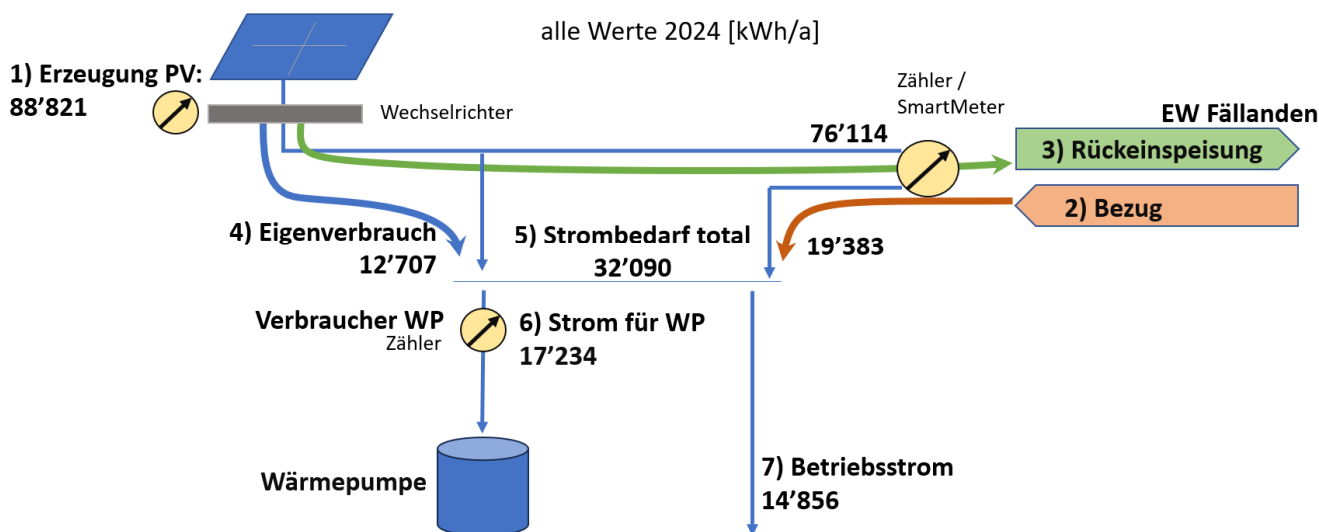 alle Werte 2024 [kWh/a]
1) Erzeugung PV:
88’821
Wechselrichter
Zähler /
SmartMeter
EW Fällanden
76’114
3) Rückeinspeisung
2) Bezug
4) Eigenverbrauch
12’707
5) Strombedarf total
32’090
19’383
Verbraucher WP
Zähler
6) Strom für WP
17’234
Wärmepumpe
7) Betriebsstrom
14’856